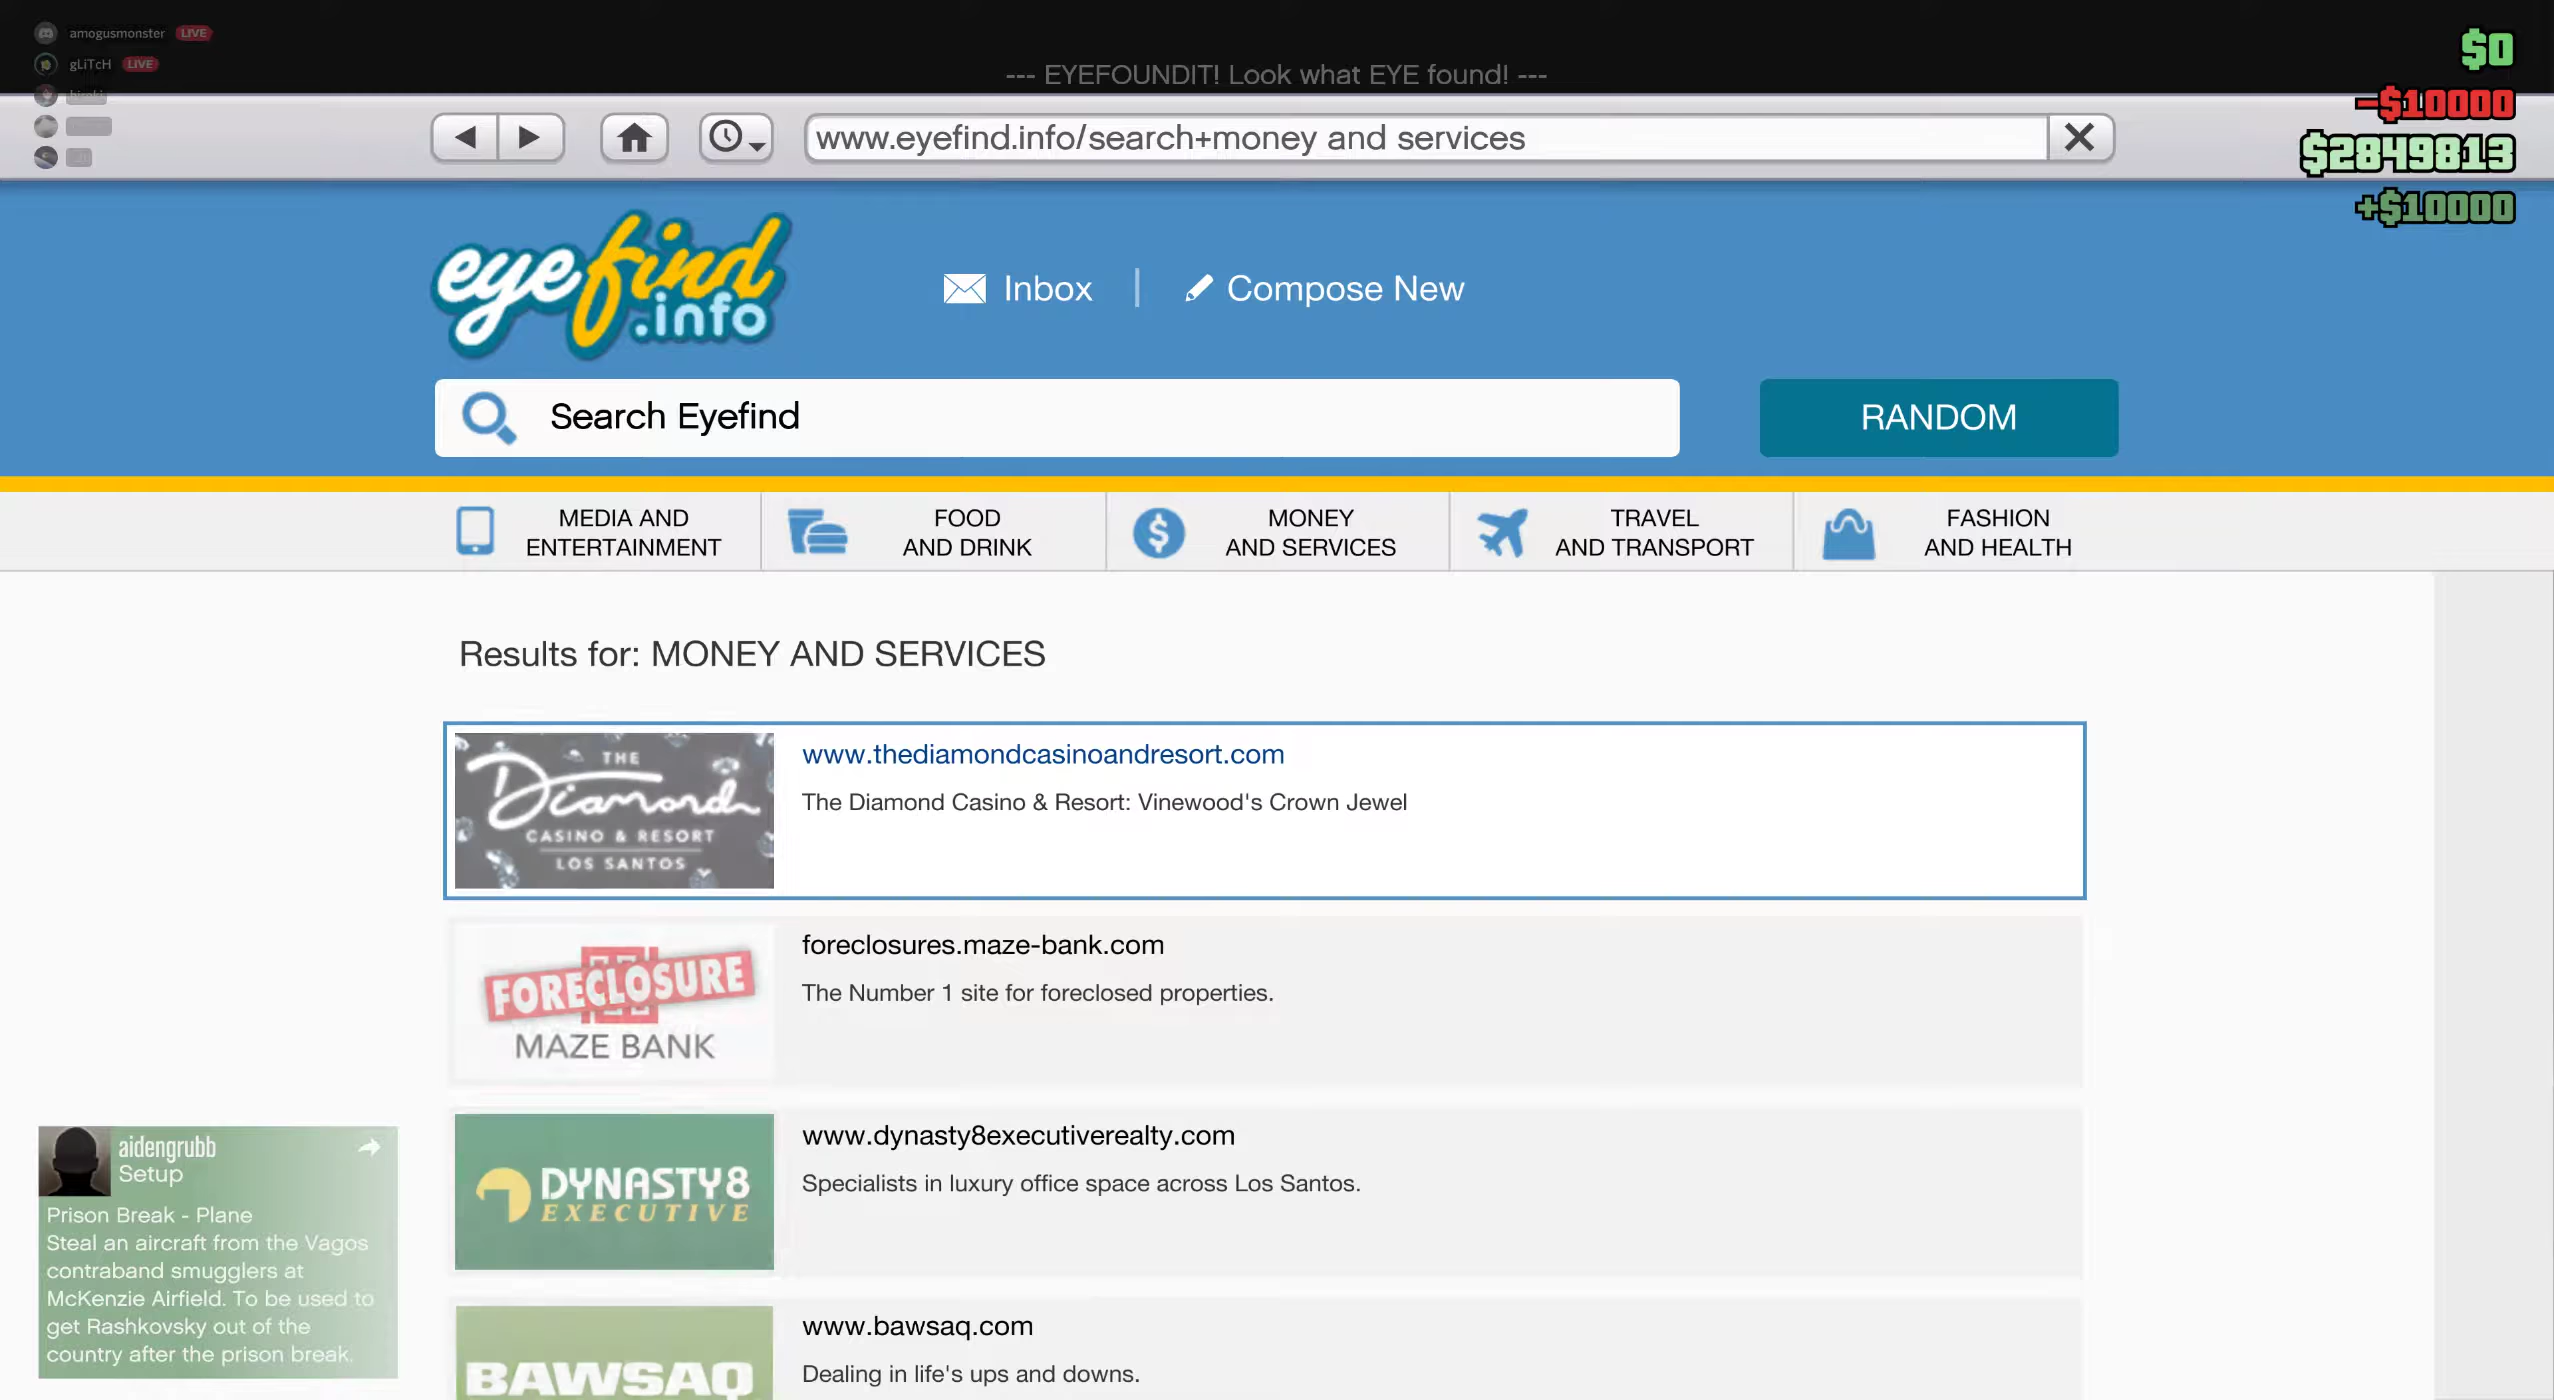 amogusmonster LIVE
gLiTcH LIVE
--- EYEFOUNDIT! Look what EYE found! ---
$0
-$10000
$2849813
+$10000
www.eyefind.info/search+money and services
eyefind
.info
Inbox
Compose New
Search Eyefind
RANDOM
MEDIA AND
ENTERTAINMENT
FOOD
AND DRINK
MONEY
AND SERVICES
TRAVEL
AND TRANSPORT
FASHION
AND HEALTH
Results for: MONEY AND SERVICES
THE
Diamond
CASINO & RESORT
LOS SANTOS
www.thediamondcasinoandresort.com
The Diamond Casino & Resort: Vinewood's Crown Jewel
FORECLOSURE
MAZE BANK
foreclosures.maze-bank.com
The Number 1 site for foreclosed properties.
DYNASTY8
EXECUTIVE
www.dynasty8executiverealty.com
Specialists in luxury office space across Los Santos.
BAWSAQ
www.bawsaq.com
Dealing in life's ups and downs.
aidengrubb
Setup
Prison Break - Plane
Steal an aircraft from the Vagos
contraband smugglers at
McKenzie Airfield. To be used to
get Rashkovsky out of the
country after the prison break.